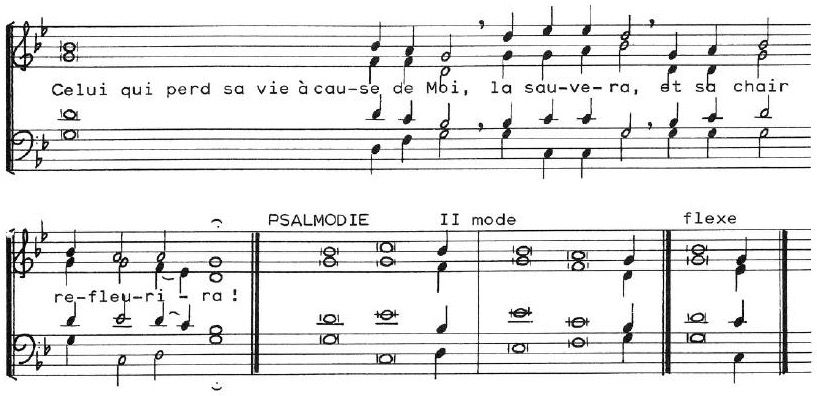 Celui qui perd sa vie à cau-se de Moi, la sau-ve-ra, et sa chair
PSALMODIE II mode flexe
re-fleu-ri-ra!